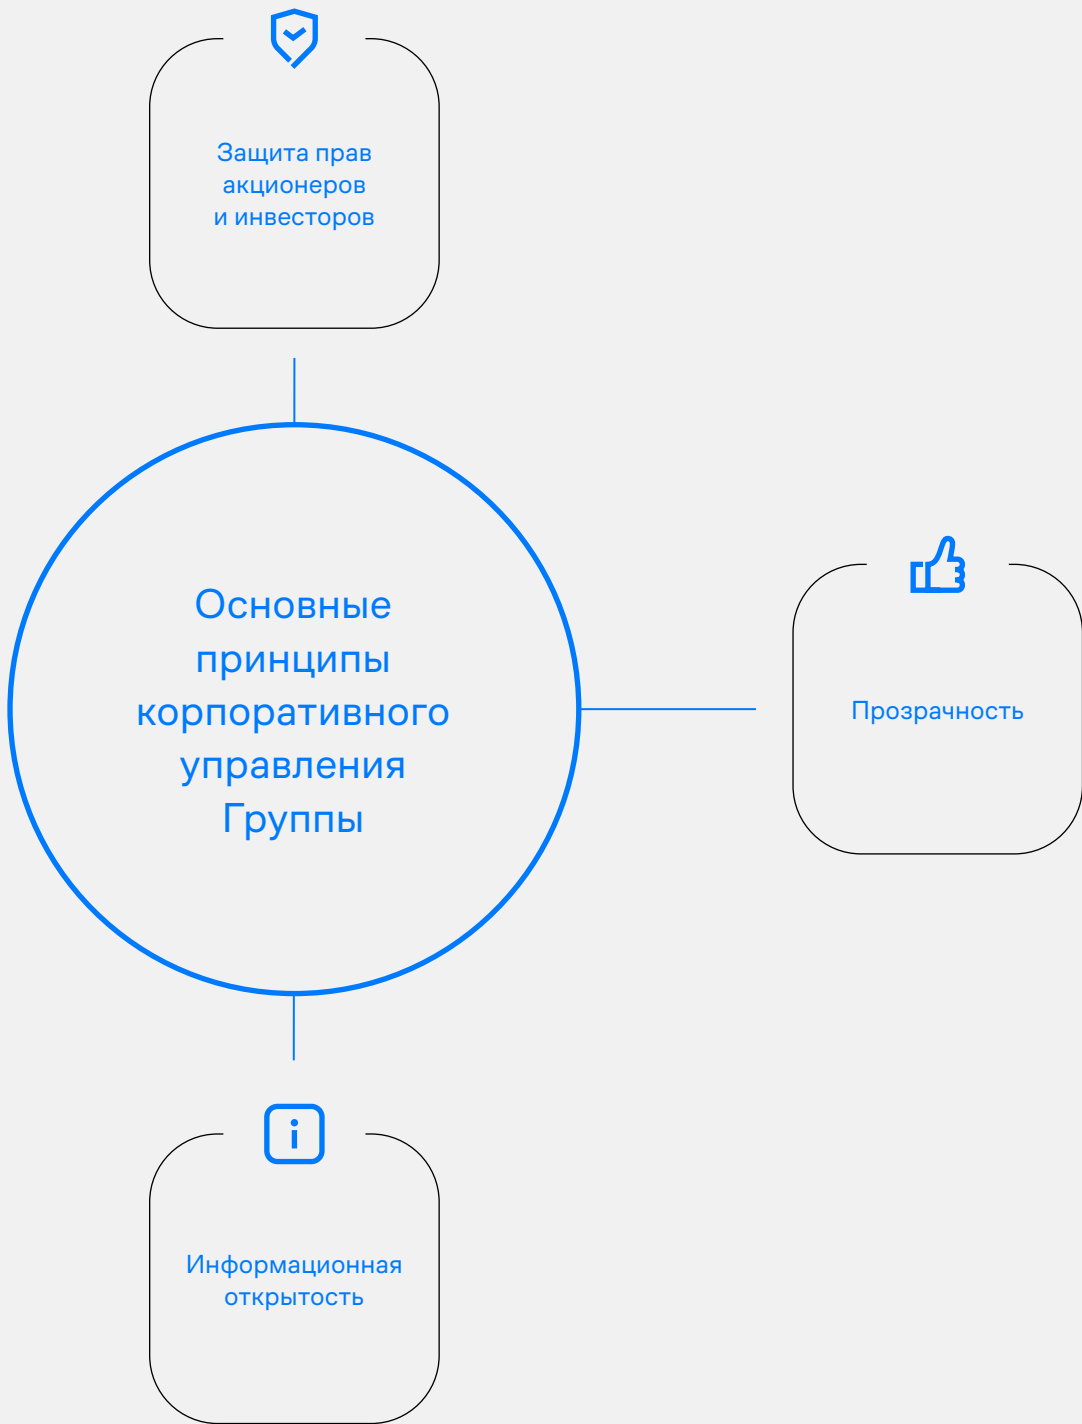 Защита прав
акционеров
и инвесторов
Основные
принципы
корпоративного
управления
Группы
Прозрачность
Информационная
открытость